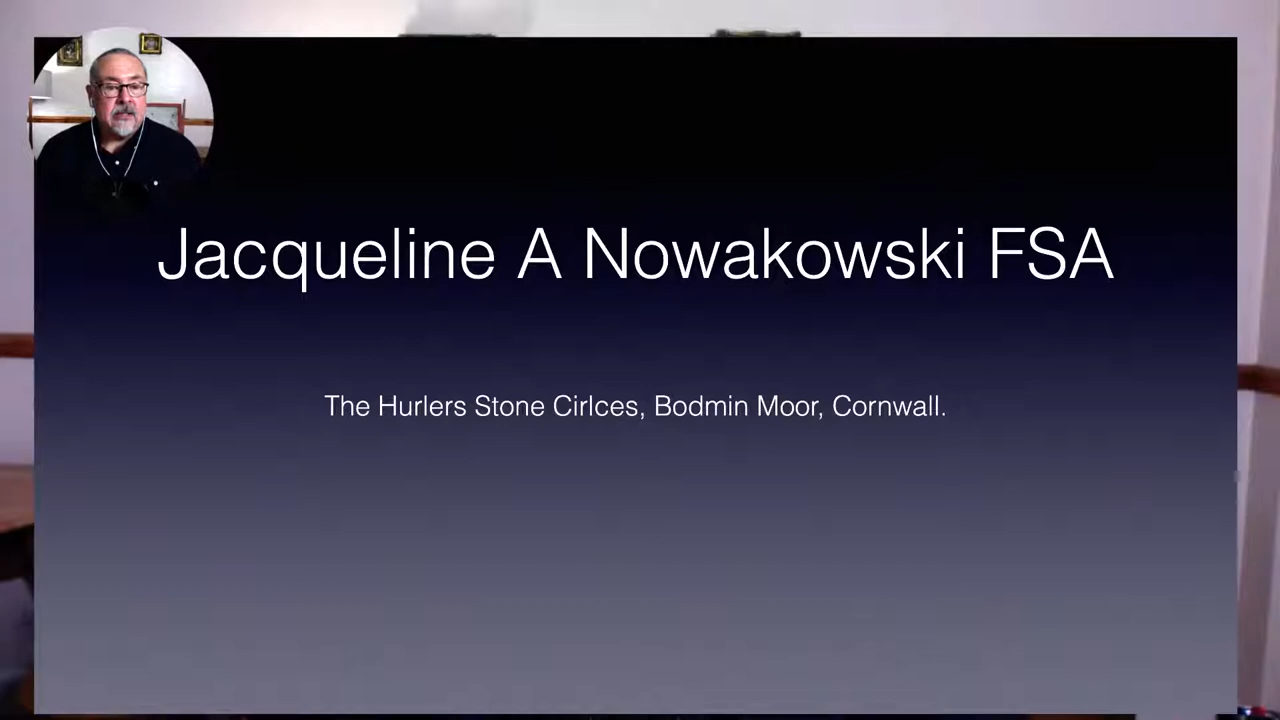 Jacqueline A Nowakowski FSA
The Hurlers Stone Cirlces, Bodmin Moor, Cornwall.